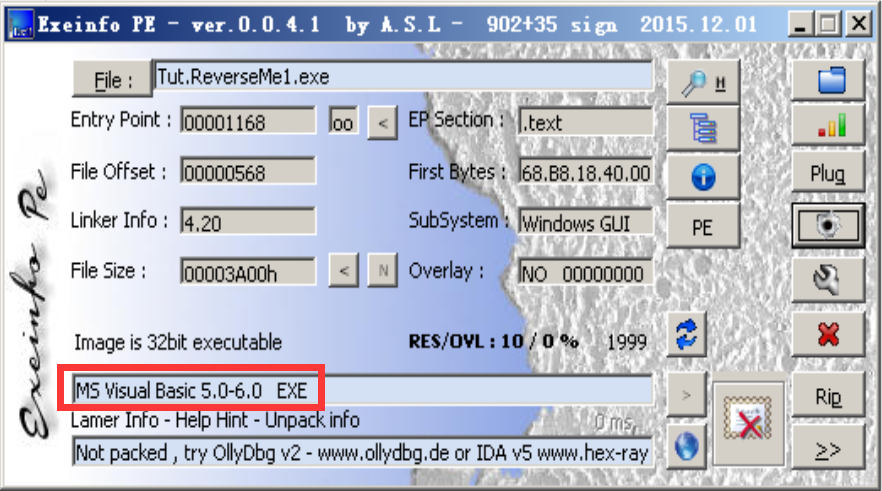 Exeinfo PE - ver.0.0.4.1 by A.S.L - 902+35 sign 2015.12.01
File : Tut.ReverseMe1.exe H
Entry Point : 00001168 oo < EP Section : .text
File Offset : 00000568 First Bytes : 68.B8.18.40.00 Plug
Linker Info : 4.20 SubSystem : Windows GUI PE
File Size : 00003A00h < N Overlay : NO 00000000
Image is 32bit executable RES/OVL : 10 / 0 % 1999
MS Visual Basic 5.0-6.0 EXE > Rip
Lamer Info - Help Hint - Unpack info 0 ms.
Not packed , try OllyDbg v2 - www.ollydbg.de or IDA v5 www.hex-ray >>
Exeinfo Pe